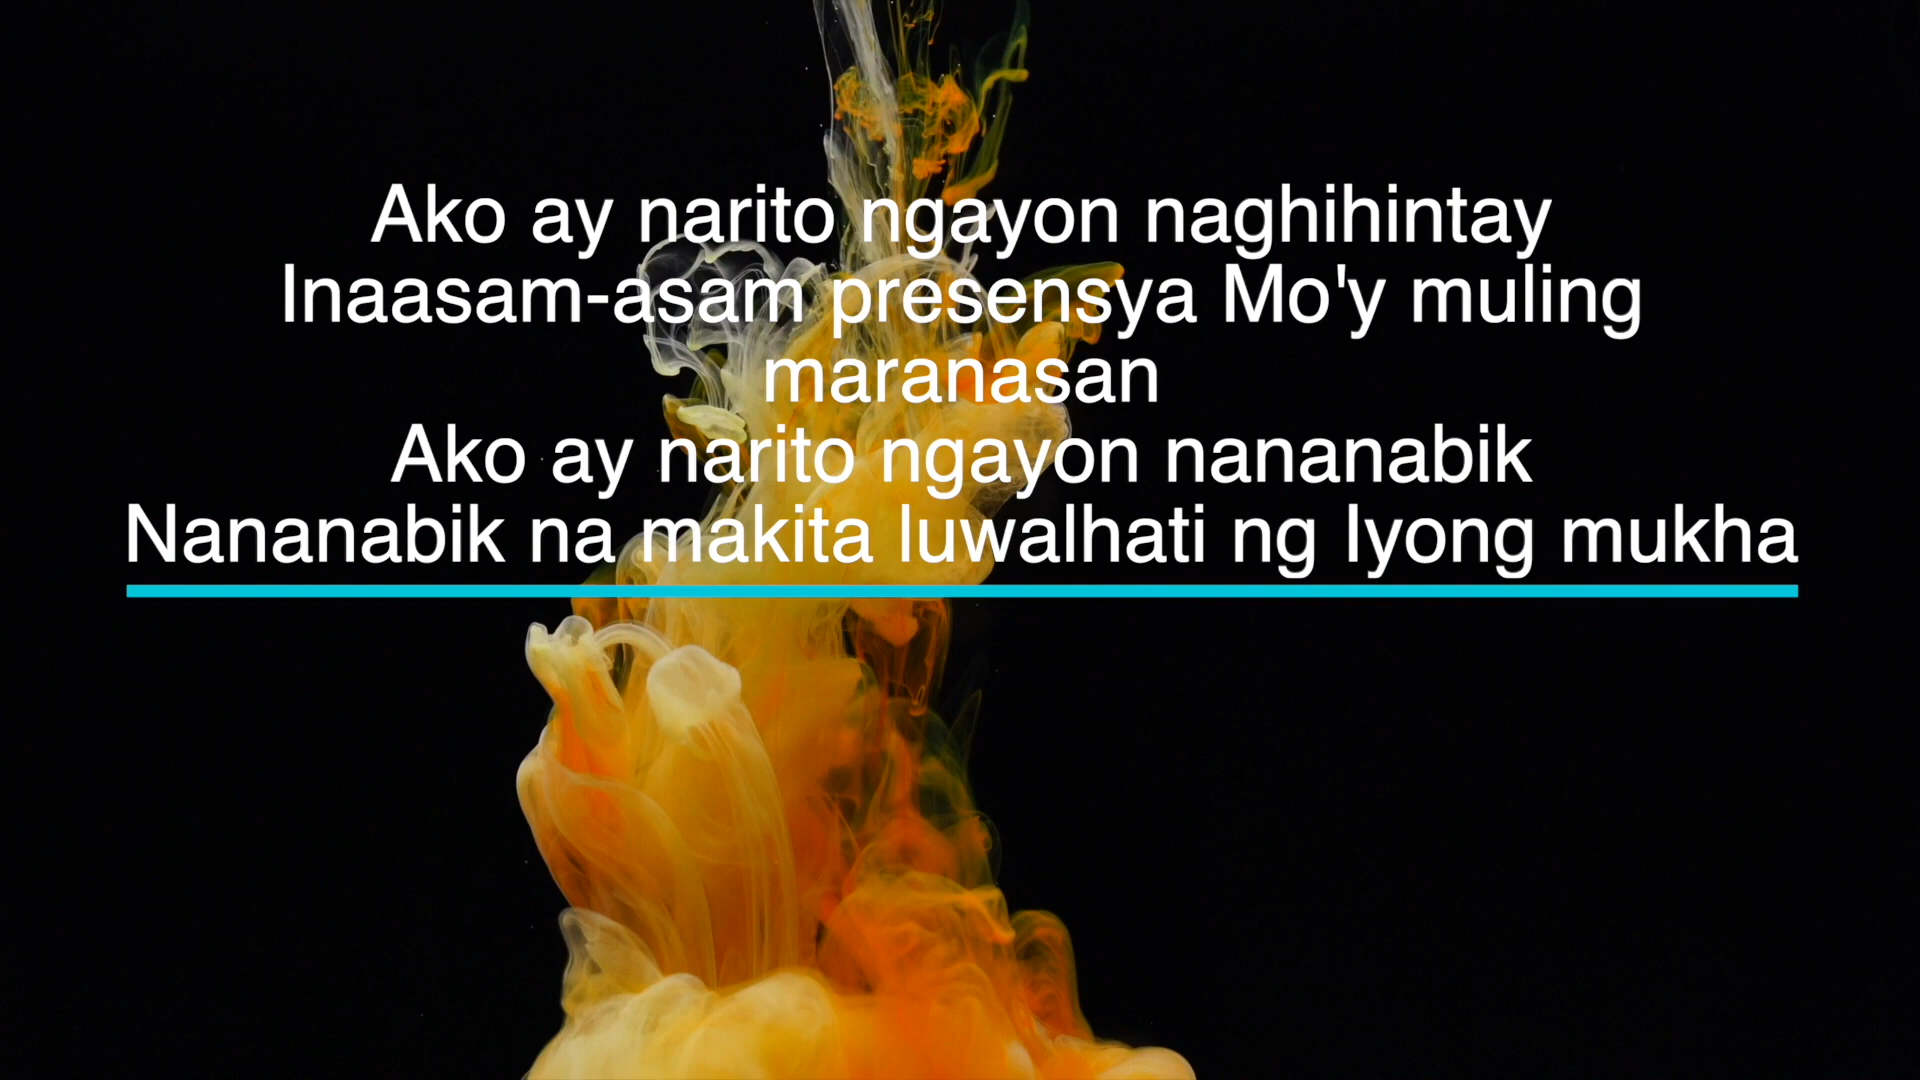 Ako ay narito ngayon naghihintay
Inaasam-asam presensya Mo'y muling
maranasan
Ako ay narito ngayon nananabik
Nananabik na makita luwalhati ng Iyong mukha